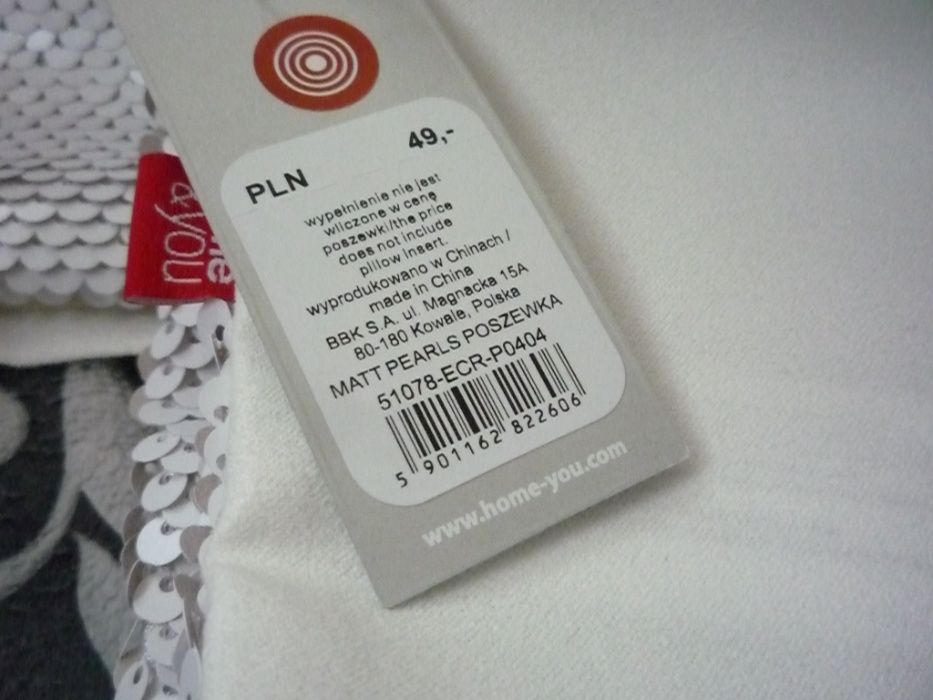 PLN 49,-
wypełnienie nie jest
wliczone w cenę
poszewki/the price
does not include
pillow insert.
wyprodukowano w Chinach /
made in China
BBK S.A. ul. Magnacka 15A
80-180 Kowale, Polska
MATT PEARLS POSZEWKA
51078-ECR-P0404
5 901162 822606
www.home-you.com
me
&you